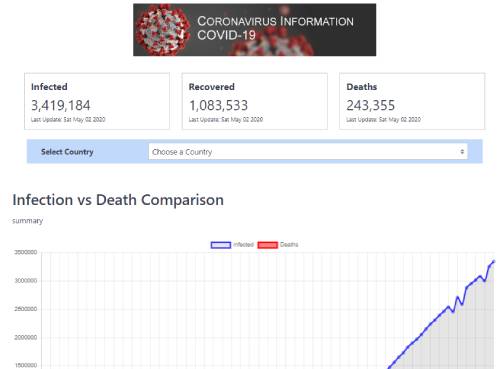 CORONAVIRUS INFORMATION
COVID-19
Infected
3,419,184
Last Update: Sat May 02 2020
Recovered
1,083,533
Last Update: Sat May 02 2020
Deaths
243,355
Last Update: Sat May 02 2020
Select Country
Choose a Country
Infection vs Death Comparison
summary
Infected
Deaths
3500000
3000000
2500000
2000000
1500000